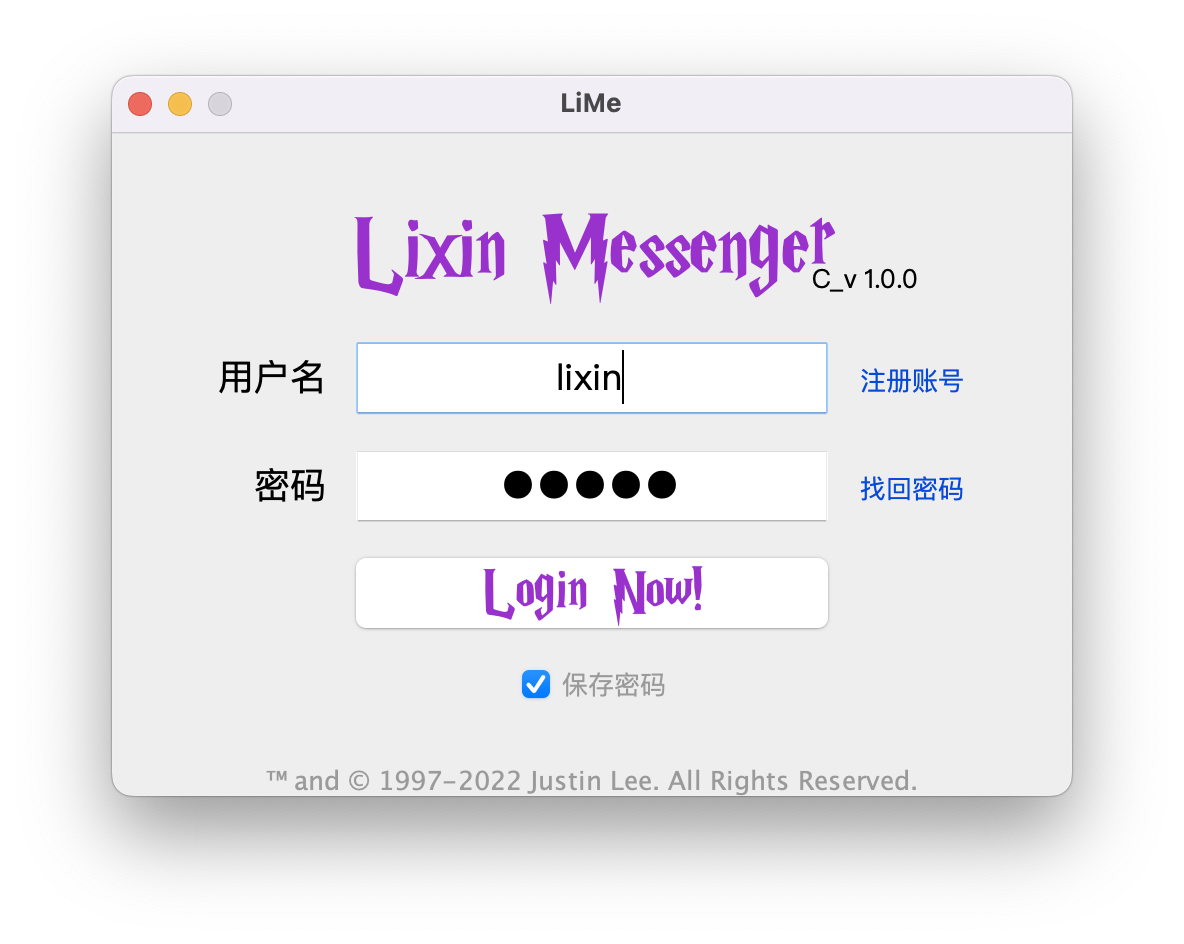 LiMe
Lixin Messenger
C_v 1.0.0
用户名 lixin 注册账号
密码 ●●●●● 找回密码
Login Now!
保存密码
™ and © 1997-2022 Justin Lee. All Rights Reserved.